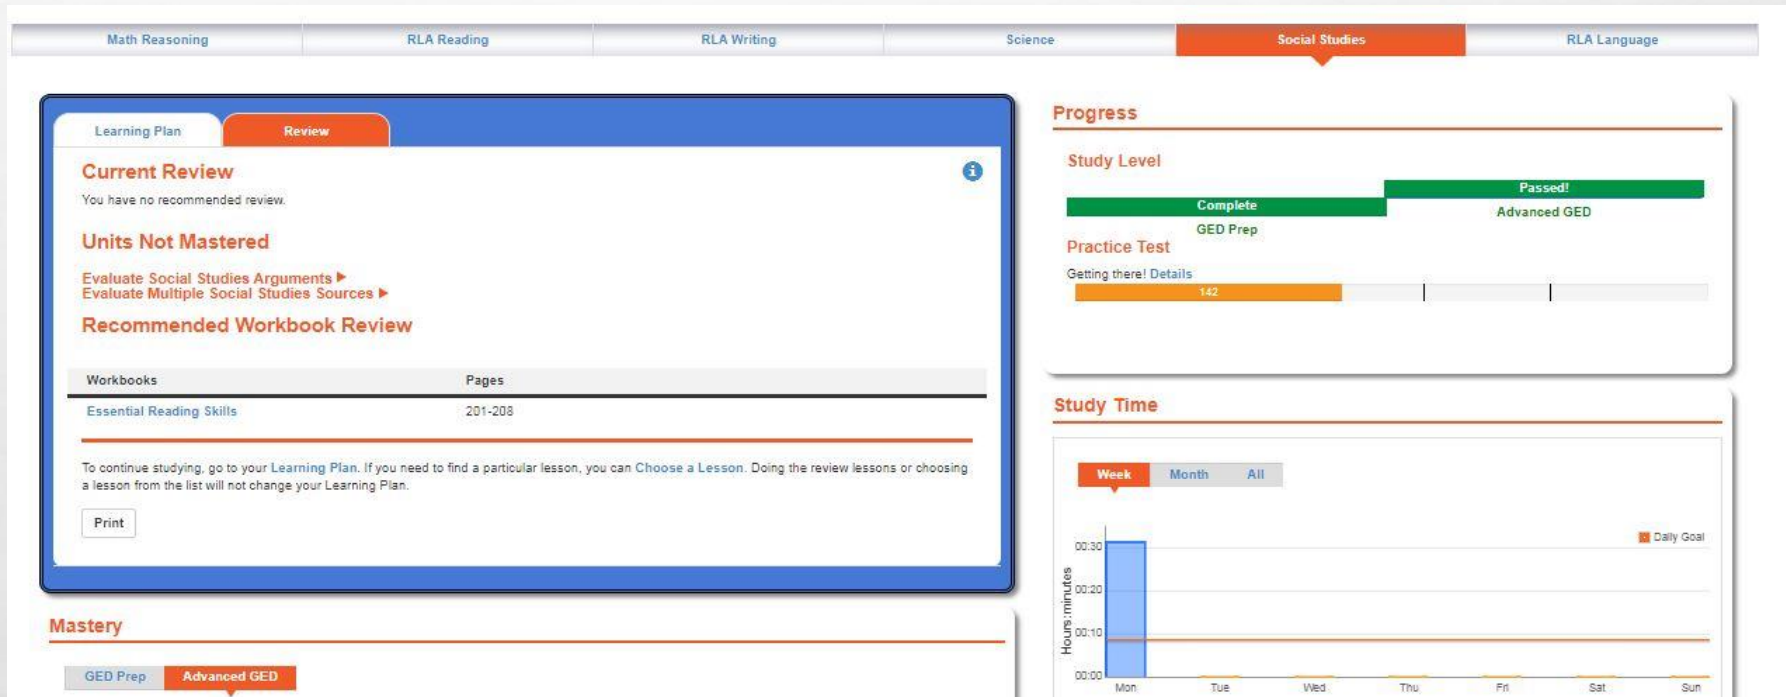 Math Reasoning
RLA Reading
RLA Writing
Science
Social Studies
RLA Language
Learning Plan
Review
Current Review
You have no recommended review.
Units Not Mastered
Evaluate Social Studies Arguments
Evaluate Multiple Social Studies Sources
Recommended Workbook Review
Workbooks Pages
Essential Reading Skills 201-208
To continue studying, go to your Learning Plan. If you need to find a particular lesson, you can Choose a Lesson. Doing the review lessons or choosing
a lesson from the list will not change your Learning Plan.
Print
Mastery
GED Prep
Advanced GED
Progress
Study Level
Passed!
Complete
Advanced GED
GED Prep
Practice Test
Getting there! Details
142
Study Time
Week
Month
All
Daily Goal
Hours:minutes
00:30
00:20
00:10
00:00
Mon Tue Wed Thu Fri Sat Sun